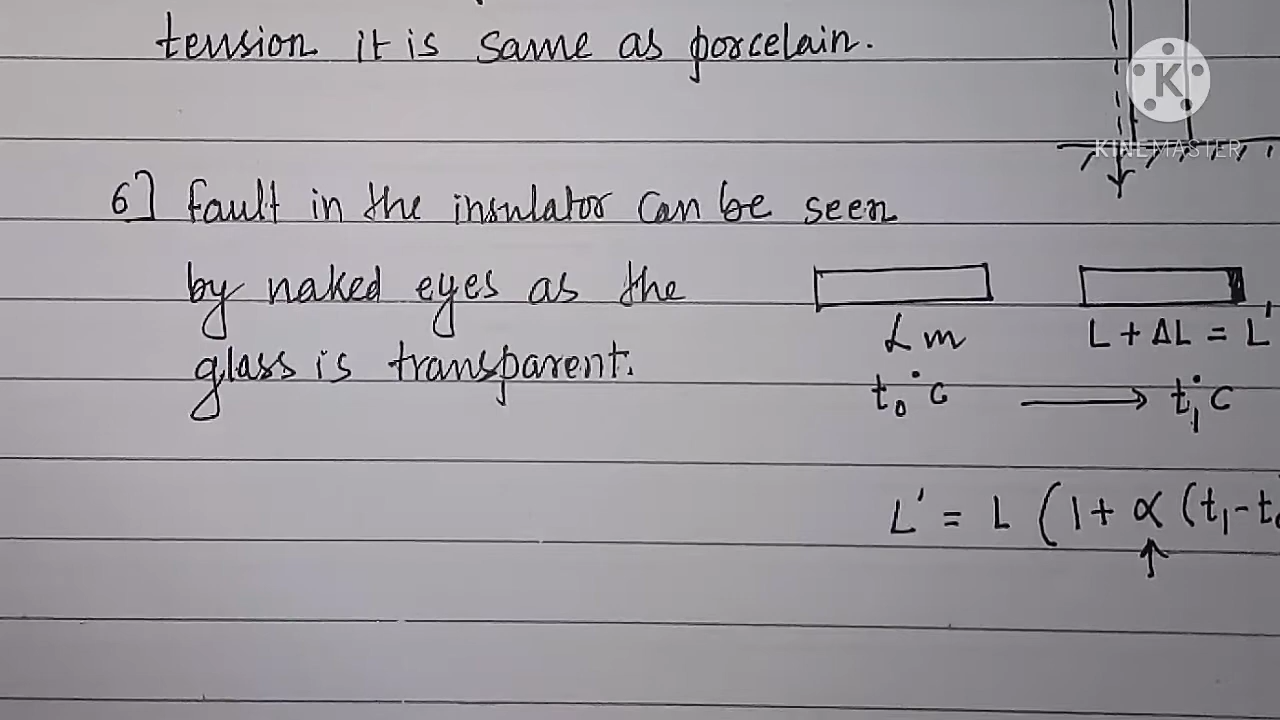 tension it is same as porcelain.
K
KINEMASTER
6] Fault in the insulator can be seen
by naked eyes as the
glass is transparent.
L m
L + ΔL = L'
t₀°c → t₁°c
L' = L (1 + α (t₁ - t₀
↑